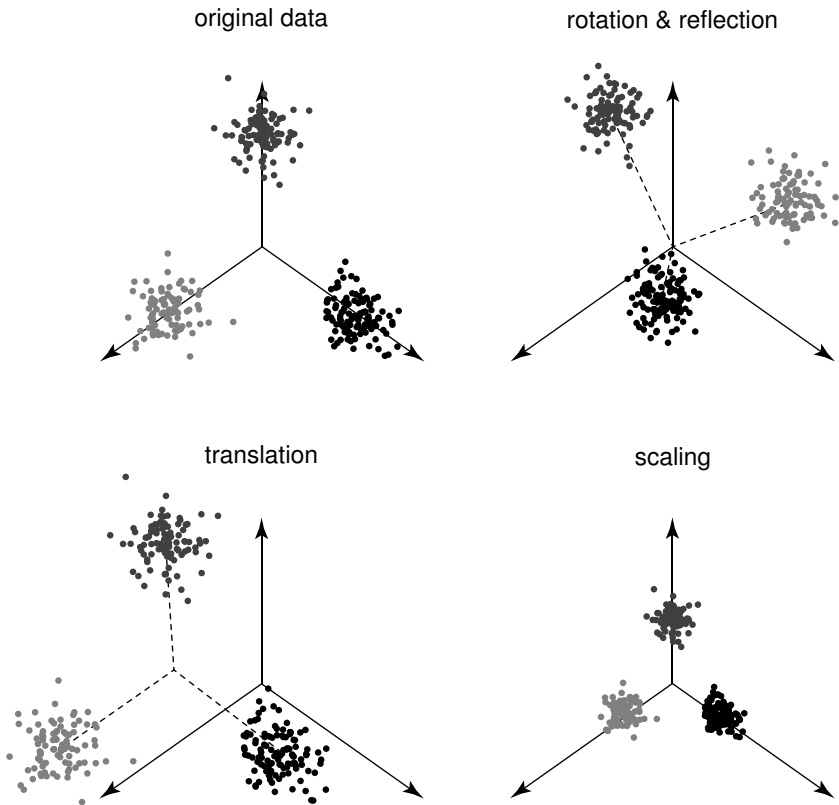 original data
rotation & reflection
translation
scaling